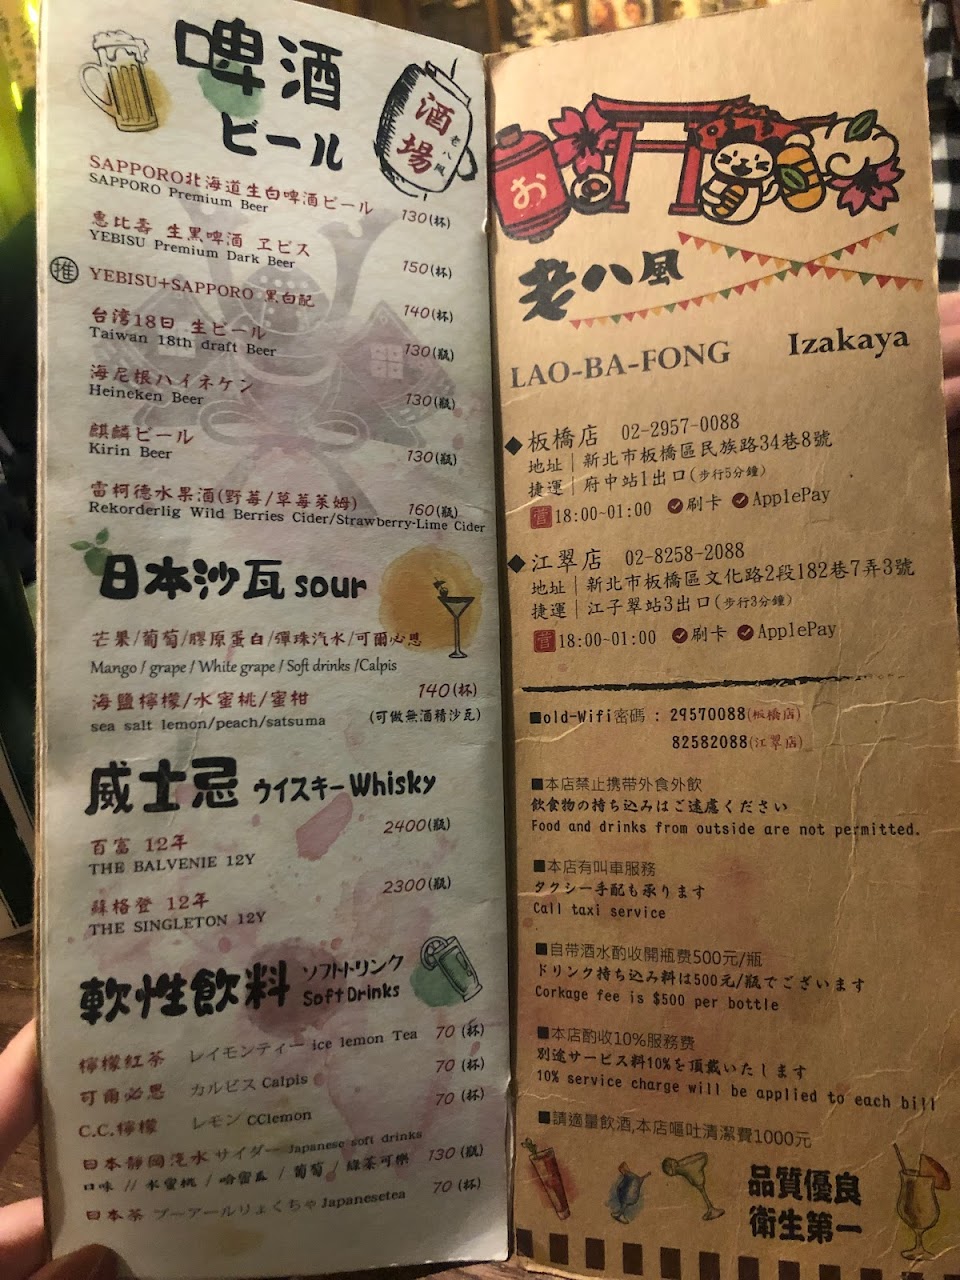 啤酒
ビール
酒場
老八風
SAPPORO北海道生白啤酒ビール
SAPPORO Premium Beer 130(杯)
惠比壽 生黑啤酒 ヱビス
YEBISU Premium Dark Beer 150(杯)
推 YEBISU+SAPPORO 黑白配 140(杯)
台湾18日 生ビール
Taiwan 18th draft Beer 130(瓶)
海尼根ハイネケン
Heineken Beer 130(瓶)
麒麟ビール
Kirin Beer 130(瓶)
雷柯德水果酒(野莓/草莓萊姆) 160(瓶)
Rekorderlig Wild Berries Cider/Strawberry-Lime Cider
日本沙瓦 sour
芒果/葡萄/膠原蛋白/彈珠汽水/可爾必思
Mango / grape / White grape / Soft drinks /Calpis
海鹽檸檬/水蜜桃/蜜柑 140(杯)
sea salt lemon/peach/satsuma (可做無酒精沙瓦)
威士忌 ウイスキー Whisky
百富 12年 2400(瓶)
THE BALVENIE 12Y
蘇格登 12年 2300(瓶)
THE SINGLETON 12Y
軟性飲料 ソフトトリンク
Soft Drinks
檸檬紅茶 レイモンティー ice lemon Tea 70 (杯)
可爾必思 カルビス Calpis 70 (杯)
C.C.檸檬 レモン CClemon 70 (杯)
日本靜岡汽水 サイダー Japanese soft drinks
口味 // 水蜜桃 / 哈密瓜 / 葡萄 / 綠茶可樂 130(瓶)
日本茶 プーアールりょくちゃ Japanesetea 70 (杯)
お
老八風
LAO-BA-FONG Izakaya
◆板橋店 02-2957-0088
地址｜新北市板橋區民族路34巷8號
捷運｜府中站1出口(步行5分鐘)
營18:00~01:00 刷卡 ApplePay
◆江翠店 02-8258-2088
地址｜新北市板橋區文化路2段182巷7弄3號
捷運｜江子翠站3出口(步行3分鐘)
營18:00~01:00 刷卡 ApplePay
■old-Wifi密碼 : 29570088(板橋店)
82582088(江翠店)
■本店禁止携帶外食外飲
飲食物の持ち込みはご遠慮ください
Food and drinks from outside are not permitted.
■本店有叫車服務
タクシー手配も承ります
Call taxi service
■自帶酒水酌收開瓶費500元/瓶
ドリンク持ち込み料は500元/瓶でございます
Corkage fee is $500 per bottle
■本店酌收10%服務費
別途サービス料10%を頂戴いたします
10% service charge will be applied to each bill
■請適量飲酒,本店嘔吐清潔費1000元
品質優良
衛生第一